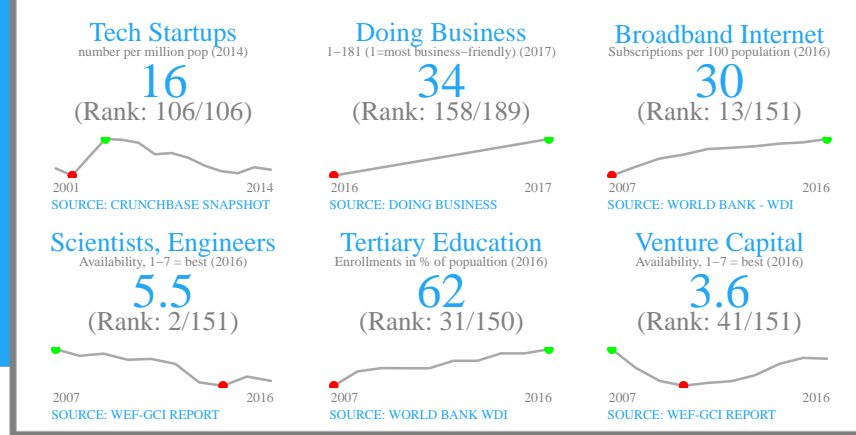 Tech Startups
number per million pop (2014)
16
(Rank: 106/106)
2001 2014
SOURCE: CRUNCHBASE SNAPSHOT
Doing Business
1−181 (1=most business−friendly) (2017)
34
(Rank: 158/189)
2016 2017
SOURCE: DOING BUSINESS
Broadband Internet
Subscriptions per 100 population (2016)
30
(Rank: 13/151)
2007 2016
SOURCE: WORLD BANK - WDI
Scientists, Engineers
Availability, 1−7 = best (2016)
5.5
(Rank: 2/151)
2007 2016
SOURCE: WEF-GCI REPORT
Tertiary Education
Enrollments in % of popualtion (2016)
62
(Rank: 31/150)
2007 2016
SOURCE: WORLD BANK WDI
Venture Capital
Availability, 1−7 = best (2016)
3.6
(Rank: 41/151)
2007 2016
SOURCE: WEF-GCI REPORT